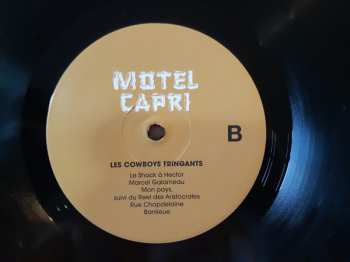 MOTEL
CAPRI
B
LES COWBOYS FRINGANTS
Le Shack à Hector
Marcel Galarneau
Mon pays,
suivi du Reel des Aristocrates
Rue Chapdelaine
Banlieue